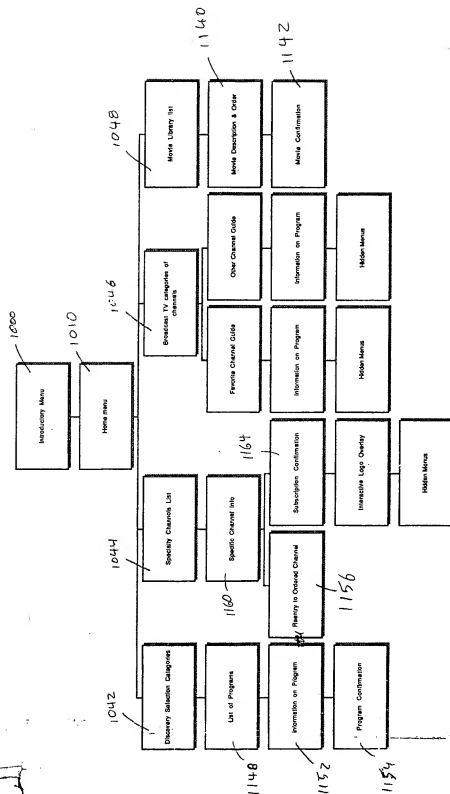 1000
Introductory Menu
1010
Home menu
1042
Discovery Selection Catagories
1044
Specialty Channels List
1046
Broadcast TV categories of
channels
1048
Movie Library list
1148
List of Programs
1160
Specific Channel Info
Favorite Channel Guide
Other Channel Guide
1140
Movie Description & Order
1152
Information on Program
Reentry to Ordered Channel
1156
1164
Subscription Confirmation
Information on Program
Information on Program
1142
Movie Confirmation
1154
Program Confirmation
Interactive Logo Overlay
Hidden Menus
Hidden Menus
Hidden Menus